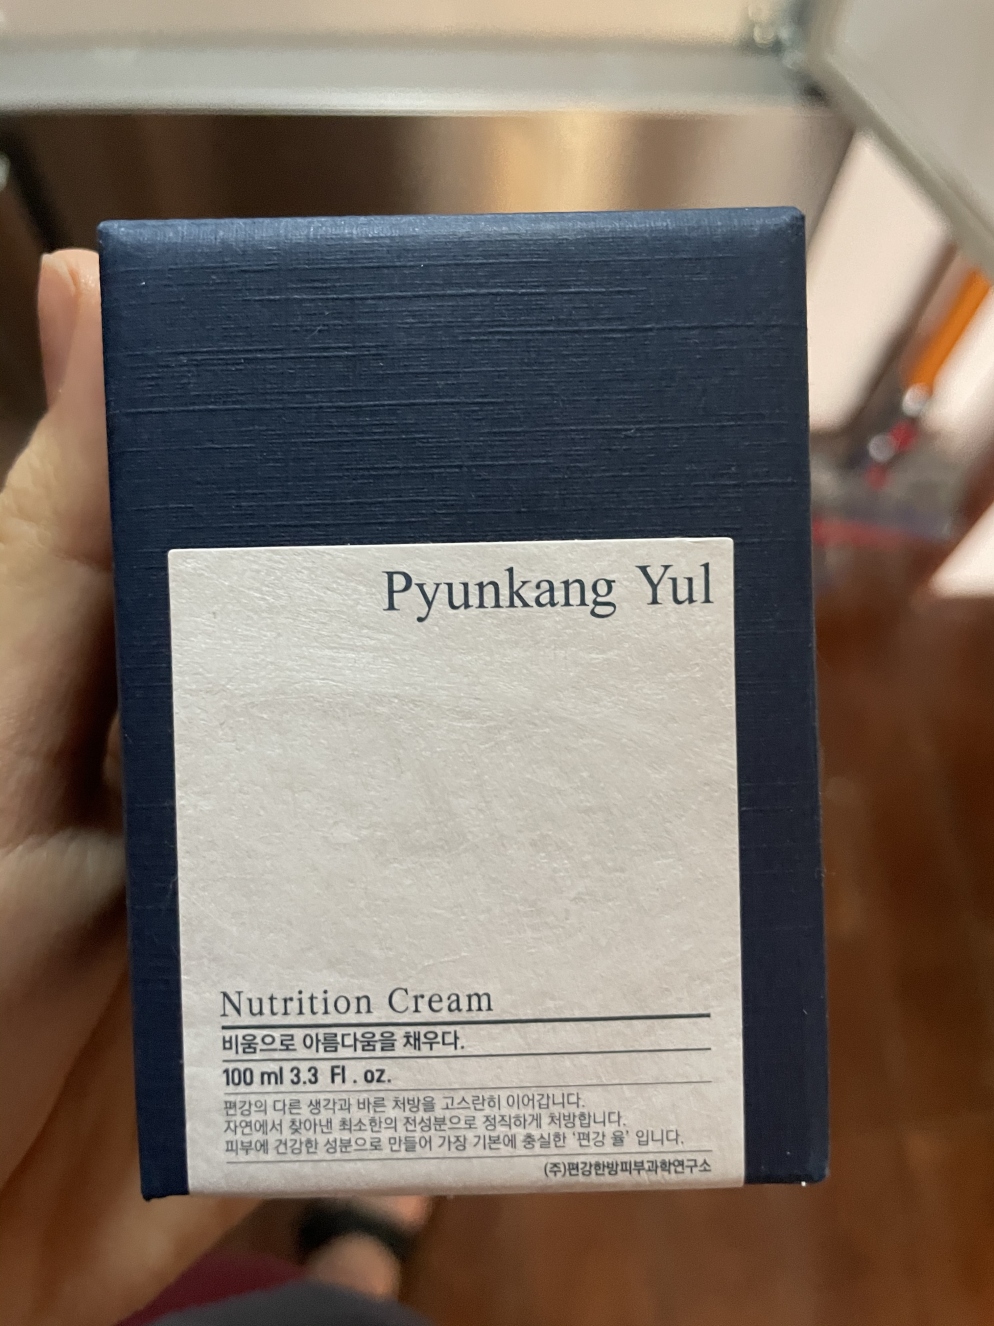 Pyunkang Yul
Nutrition Cream
비움으로 아름다움을 채우다.
100 ml 3.3 Fl . oz.
편강의 다른 생각과 바른 처방을 고스란히 이어갑니다.
자연에서 찾아낸 최소한의 전성분으로 정직하게 처방합니다.
피부에 건강한 성분으로 만들어 가장 기본에 충실한 '편강 율' 입니다.
(주)편강한방피부과학연구소